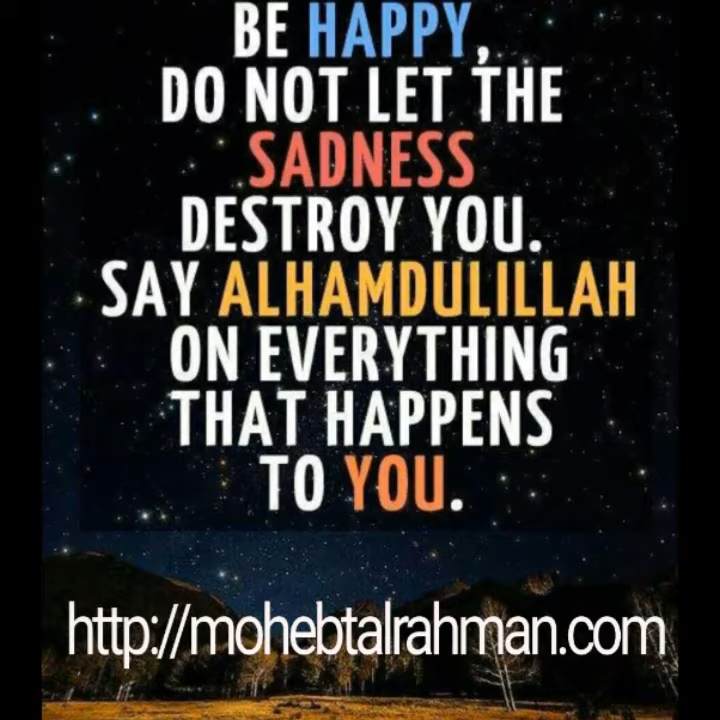 BE HAPPY,
DO NOT LET THE
SADNESS
DESTROY YOU.
SAY ALHAMDULILLAH
ON EVERYTHING
THAT HAPPENS
TO YOU.
http://mohebtalrahman.com